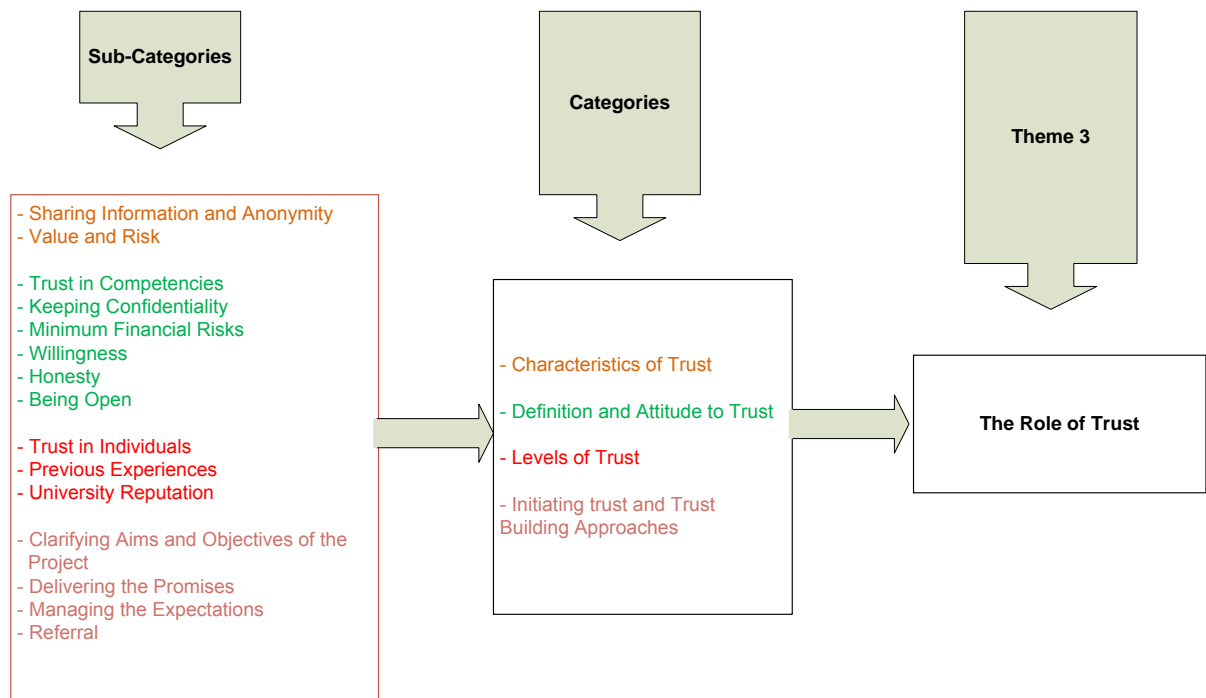 Sub-Categories
Categories
Theme 3
- Sharing Information and Anonymity
- Value and Risk
- Trust in Competencies
- Keeping Confidentiality
- Minimum Financial Risks
- Willingness
- Honesty
- Being Open
- Trust in Individuals
- Previous Experiences
- University Reputation
- Clarifying Aims and Objectives of the
Project
- Delivering the Promises
- Managing the Expectations
- Referral
- Characteristics of Trust
- Definition and Attitude to Trust
- Levels of Trust
- Initiating trust and Trust
Building Approaches
The Role of Trust